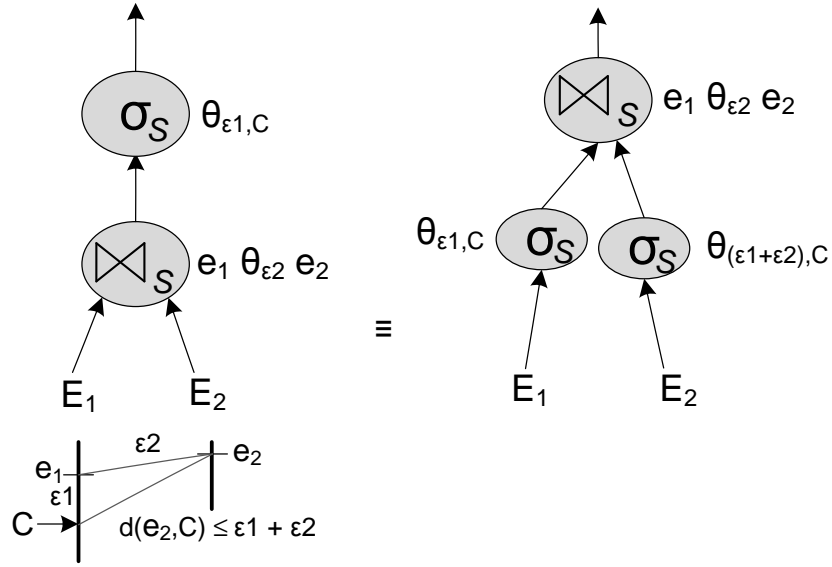 σS θε1,C
⋈S e1 θε2 e2
E1 E2
≡
⋈S e1 θε2 e2
θε1,C σS σS θ(ε1+ε2),C
E1 E2
ε2
e1 e2
ε1
C
d(e2,C) ≤ ε1 + ε2